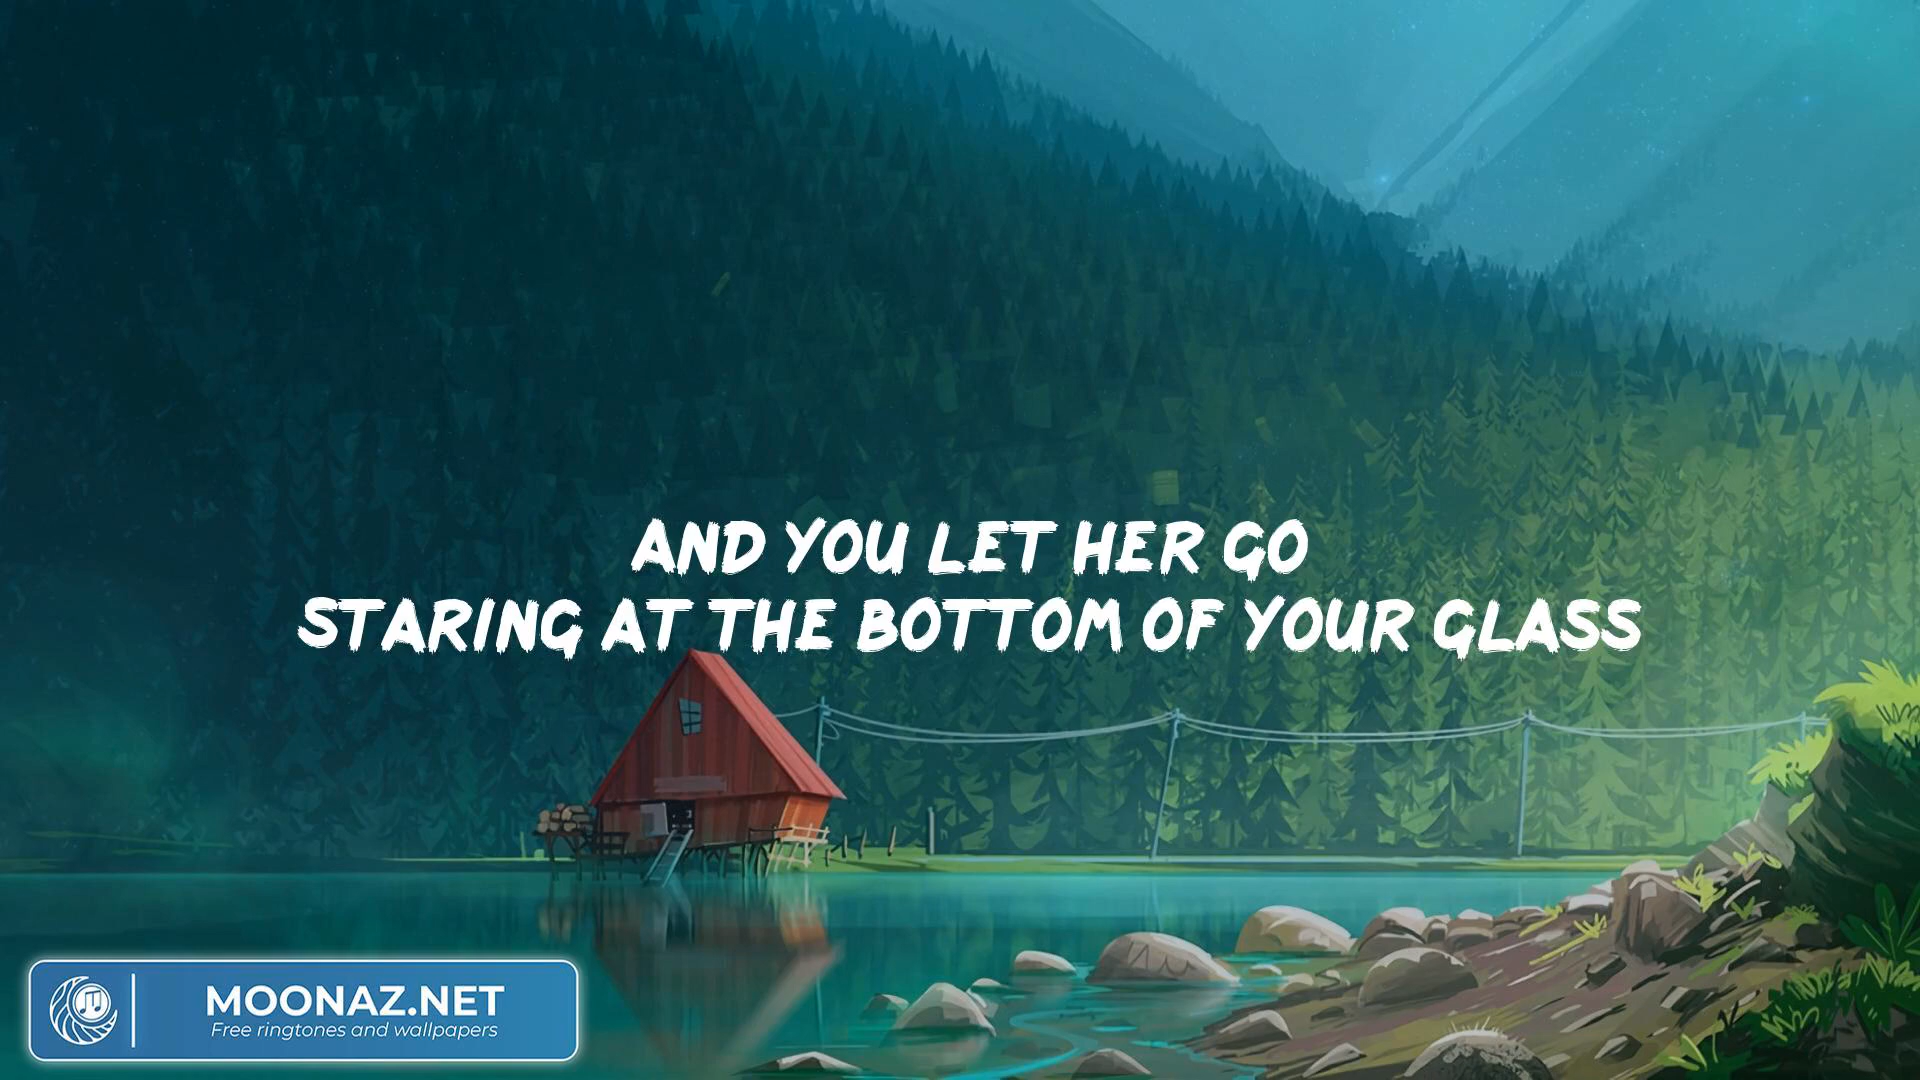 AND YOU LET HER GO
STARING AT THE BOTTOM OF YOUR GLASS
MOONAZ.NET
Free ringtones and wallpapers